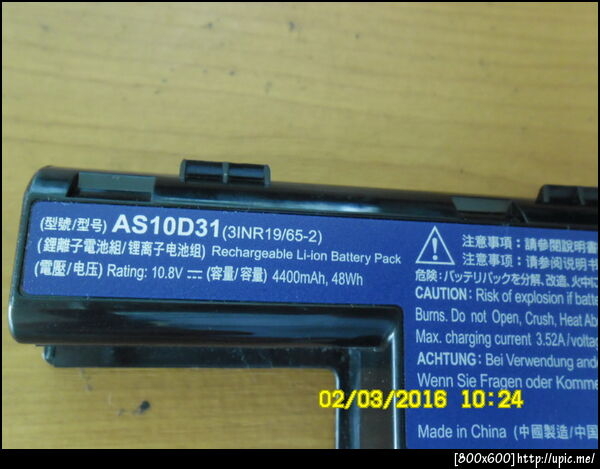 (型號/型号) AS10D31(3INR19/65-2)
(鋰離子電池組/锂离子电池组) Rechargeable Li-ion Battery Pack
(電壓/电压) Rating: 10.8V ⎓ (容量/容量) 4400mAh, 48Wh
注意事項：請參閱說明
注意事项：请参阅说明书
危険：バッテリパックを分解、改造、火中に
CAUTION: Risk of explosion if batte
Burns. Do not Open, Crush, Heat Abo
Max. charging current 3.52A/voltag
ACHTUNG: Bei Verwendung ande
Wenn Sie Fragen oder Komme
Made in China (中國製造/中国
02/03/2016 10:24
[800x600]http://upic.me/